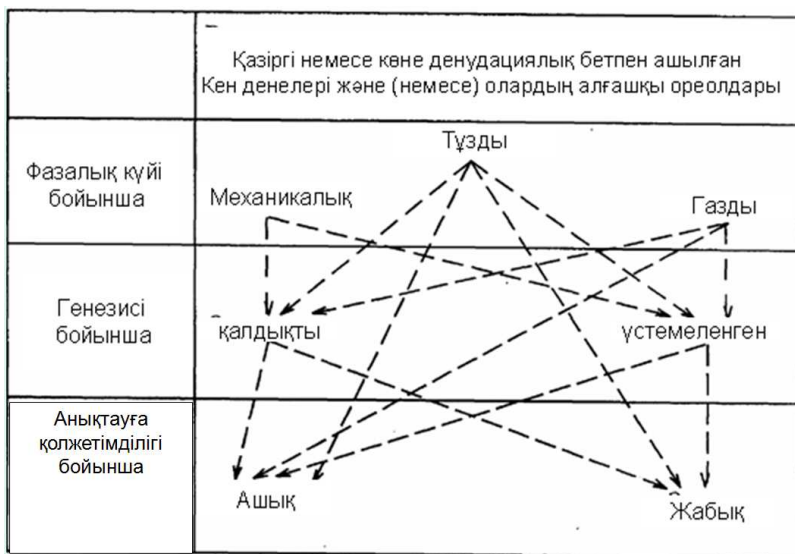 Қазіргі немесе көне денудациялық бетпен ашылған
Кен денелері және (немесе) олардың алғашқы ореолдары
Фазалық күйі
бойынша
Тұзды
Механикалық
Газды
Генезисі
бойынша
қалдықты
үстемеленген
Анықтауға
қолжетімділігі
бойынша
Ашық
Жабық